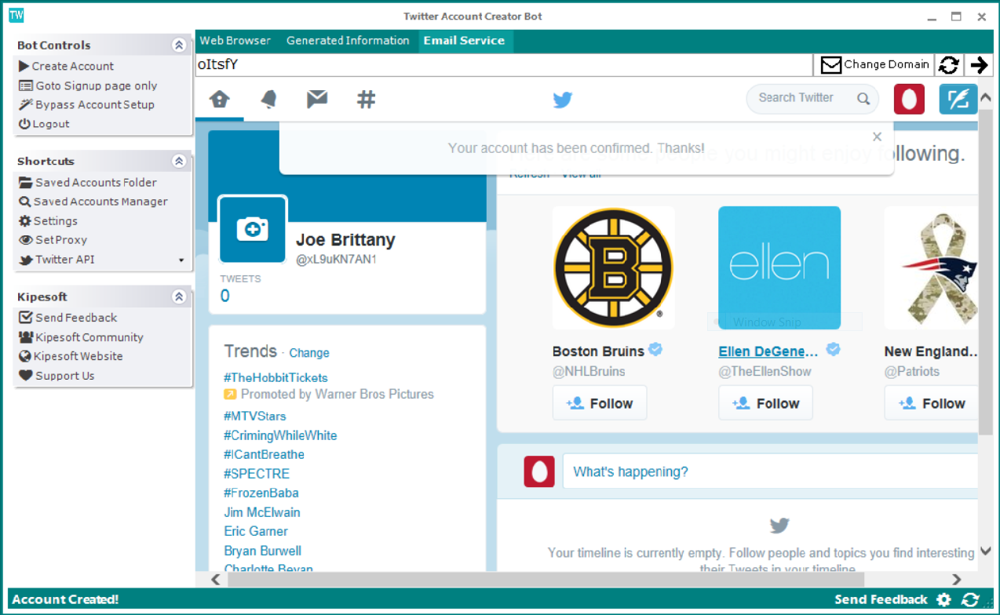 TW
Twitter Account Creator Bot
Bot Controls
Create Account
Goto Signup page only
Bypass Account Setup
Logout
Shortcuts
Saved Accounts Folder
Saved Accounts Manager
Settings
Set Proxy
Twitter API
Kipesoft
Send Feedback
Kipesoft Community
Kipesoft Website
Support Us
Web Browser Generated Information Email Service
oItsfY
Change Domain
Search Twitter
Your account has been confirmed. Thanks!
Here are some people you might enjoy following.
Refresh · View all
Joe Brittany
@xL9uKN7AN1
TWEETS
0
Trends · Change
#TheHobbitTickets
Promoted by Warner Bros Pictures
#MTVStars
#CrimingWhileWhite
#ICantBreathe
#SPECTRE
#FrozenBaba
Jim McElwain
Eric Garner
Bryan Burwell
Charlotte Bevan
B
ellen
Window Snip
Boston Bruins
@NHLBruins
Follow
Ellen DeGene...
@TheEllenShow
Follow
New England...
@Patriots
Follow
What's happening?
Your timeline is currently empty. Follow people and topics you find interesting
their Tweets in your timeline
Account Created!
Send Feedback